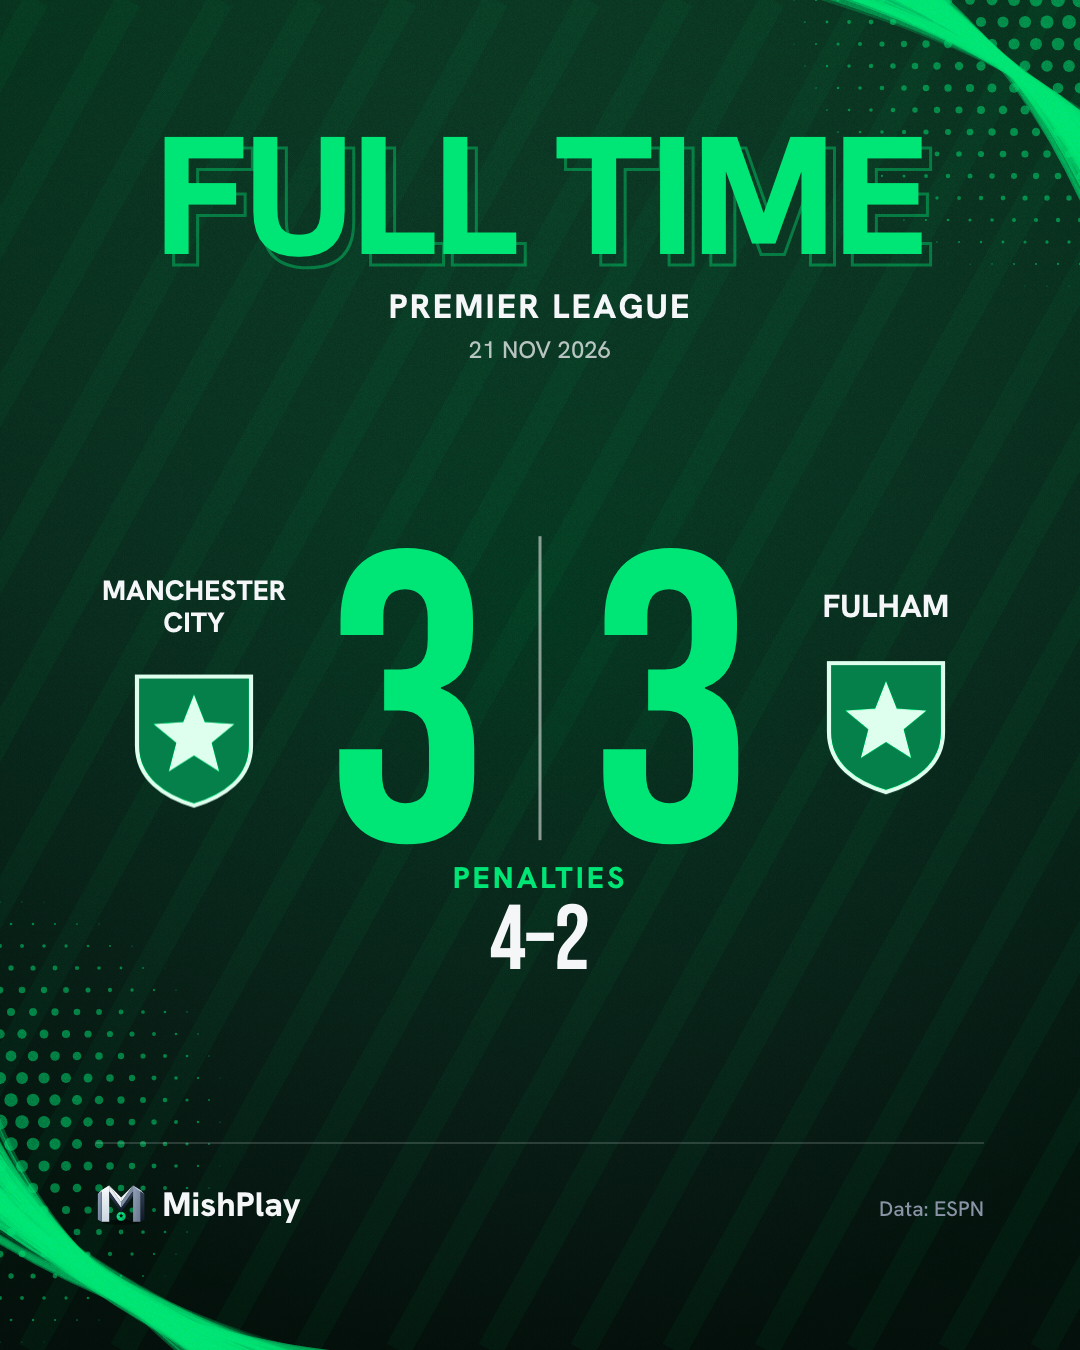 FULL TIME
PREMIER LEAGUE
21 NOV 2026
MANCHESTER
CITY
3
3
FULHAM
PENALTIES
4–2
MishPlay
Data: ESPN